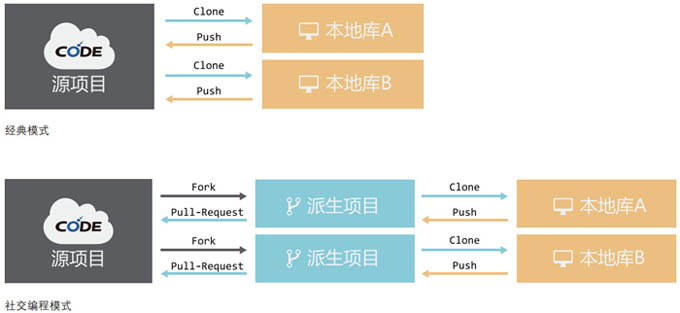 Clone
CODE
本地库A
Push
源项目
Clone
本地库B
Push
经典模式
Fork
Clone
CODE
派生项目
本地库A
Pull-Request
Push
源项目
Fork
Clone
派生项目
本地库B
Pull-Request
Push
社交编程模式